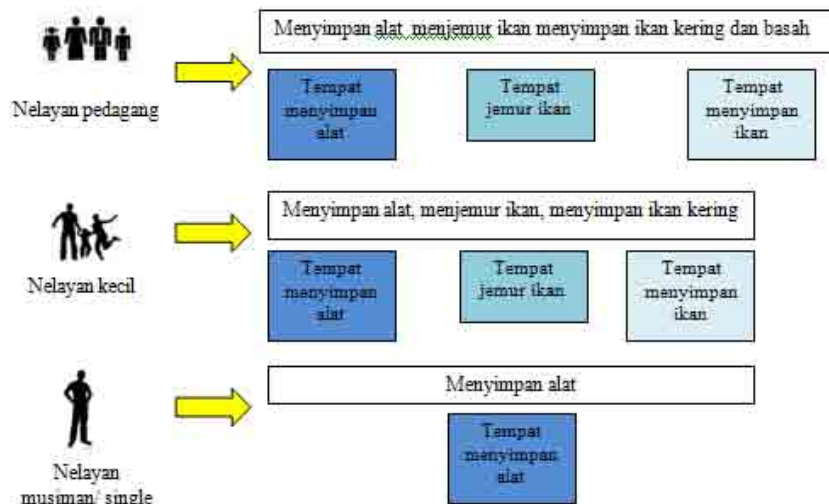 Menyimpan alat menjemur ikan menyimpan ikan kering dan basah
Nelayan pedagang
Tempat
menyimpan
alat
Tempat
jemur ikan
Tempat
menyimpan
ikan
Menyimpan alat, menjemur ikan, menyimpan ikan kering
Nelayan kecil
Tempat
menyimpan
alat
Tempat
jemur ikan
Tempat
menyimpan
ikan
Menyimpan alat
Nelayan
musiman/ single
Tempat
menyimpan
alat